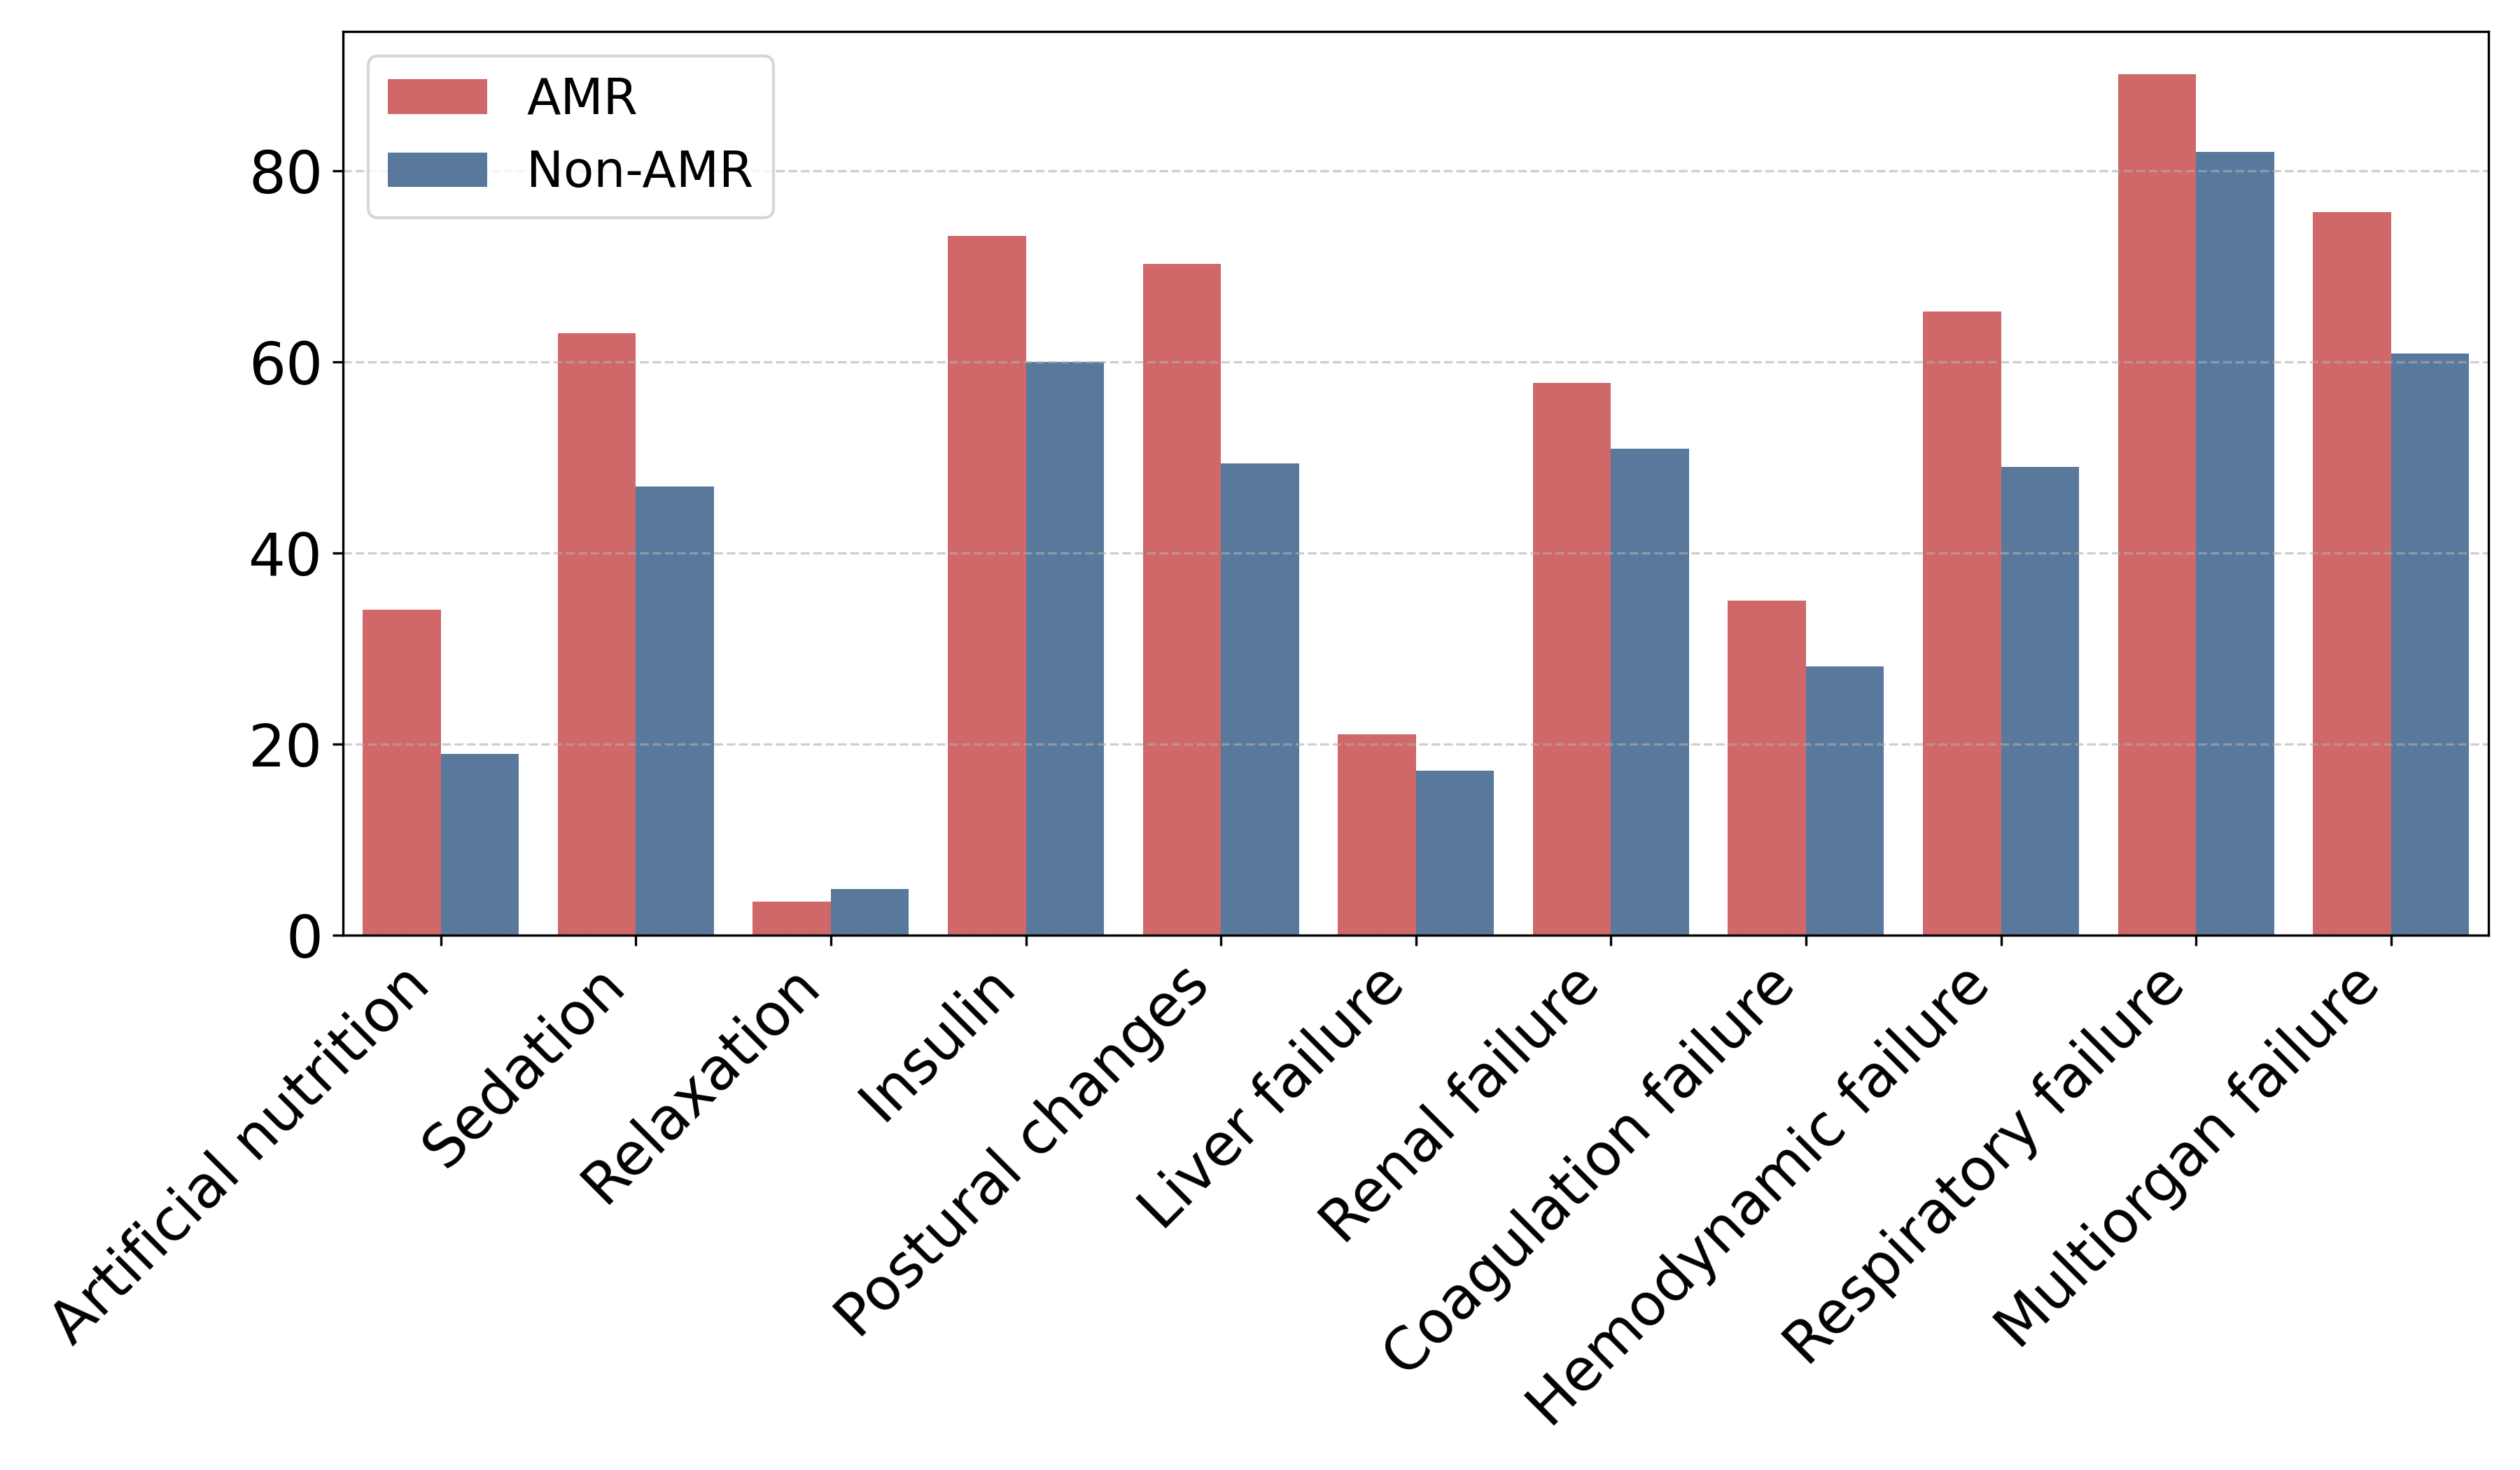 AMR
Non-AMR
80
60
40
20
0
Artificial nutrition
Sedation
Relaxation
Insulin
Postural changes
Liver failure
Renal failure
Coagulation failure
Hemodynamic failure
Respiratory failure
Multiorgan failure